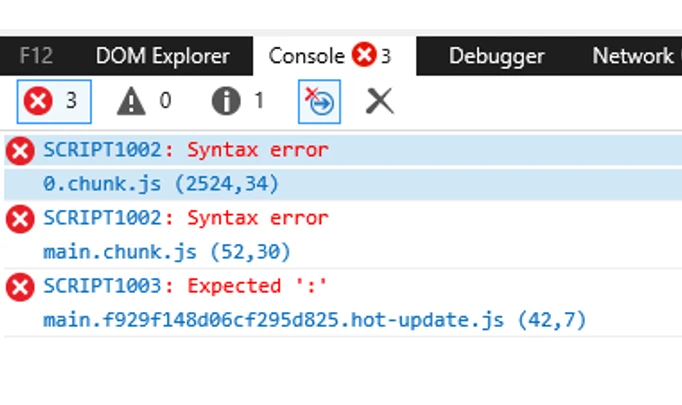 F12 DOM Explorer Console 3 Debugger Network
3 0 1
SCRIPT1002: Syntax error
0.chunk.js (2524,34)
SCRIPT1002: Syntax error
main.chunk.js (52,30)
SCRIPT1003: Expected ':'
main.f929f148d06cf295d825.hot-update.js (42,7)